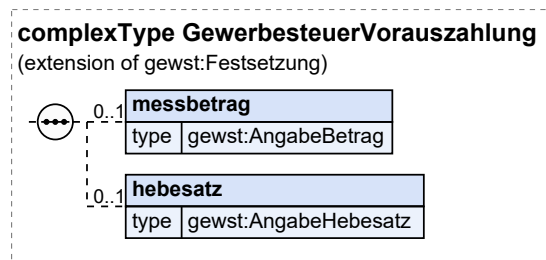 complexType GewerbesteuerVorauszahlung
(extension of gewst:Festsetzung)
0..1
messbetrag
type gewst:AngabeBetrag
0..1
hebesatz
type gewst:AngabeHebesatz